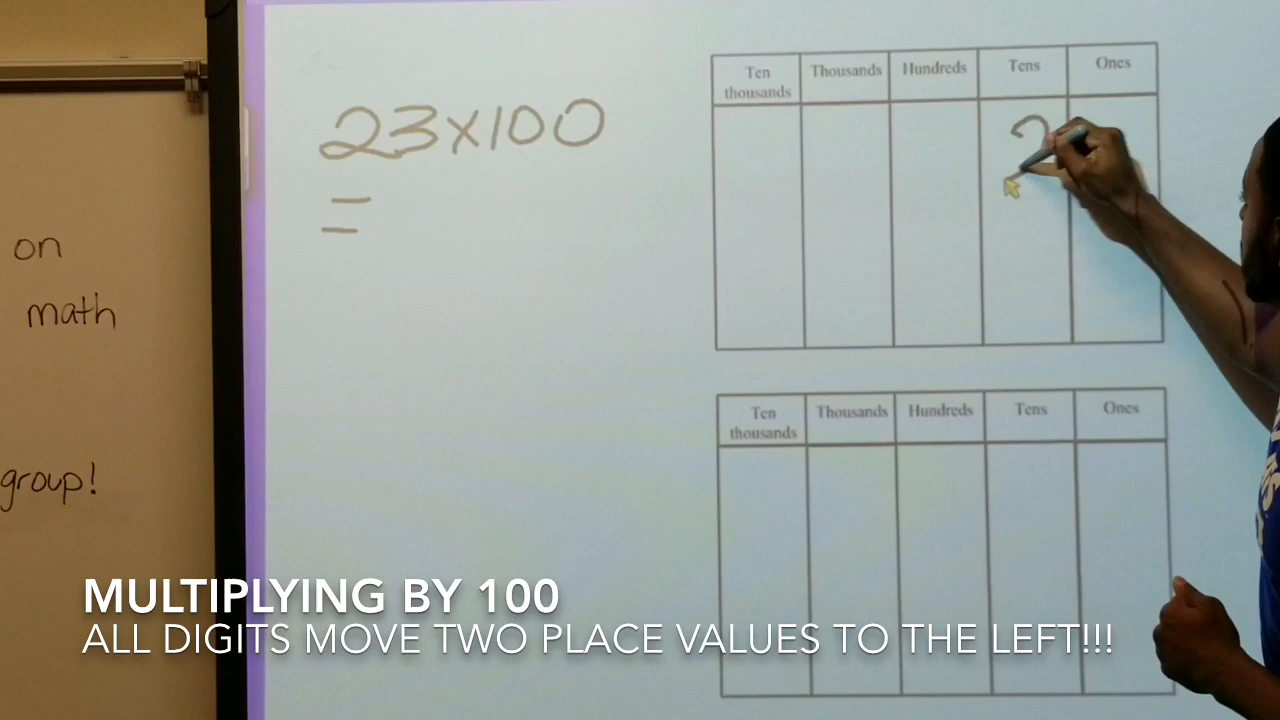 on
math
group!
23x100
=
Ten thousands Thousands Hundreds Tens Ones
2
Ten thousands Thousands Hundreds Tens Ones
MULTIPLYING BY 100
ALL DIGITS MOVE TWO PLACE VALUES TO THE LEFT!!!